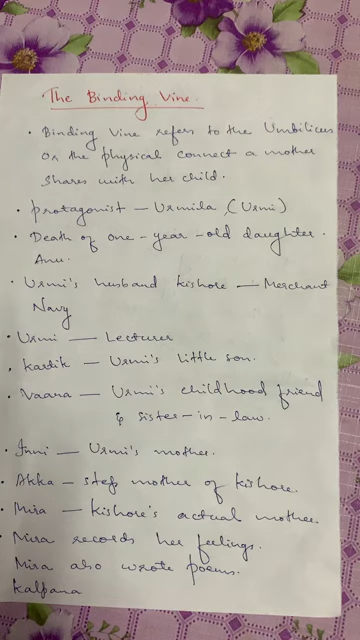 The Binding Vine.
• Binding Vine refers to the Umbilicus
Or the physical connect a mother
shares with her child.
• protagonist – Urmila (Urmi)
• Death of one-year-old daughter.
Anu.
• Urmi's husband Kishore – Merchant
Navy
• Urmi — Lecturer
• Kartik – Urmi's little son.
• Vaara – Urmi's childhood friend
& sister-in-law.
• Inni – Urmi's mother.
• Akka – step mother of Kishore.
• Mira – Kishore's actual mother.
• Mira records her feelings.
Mira also wrote poems.
Kalpana